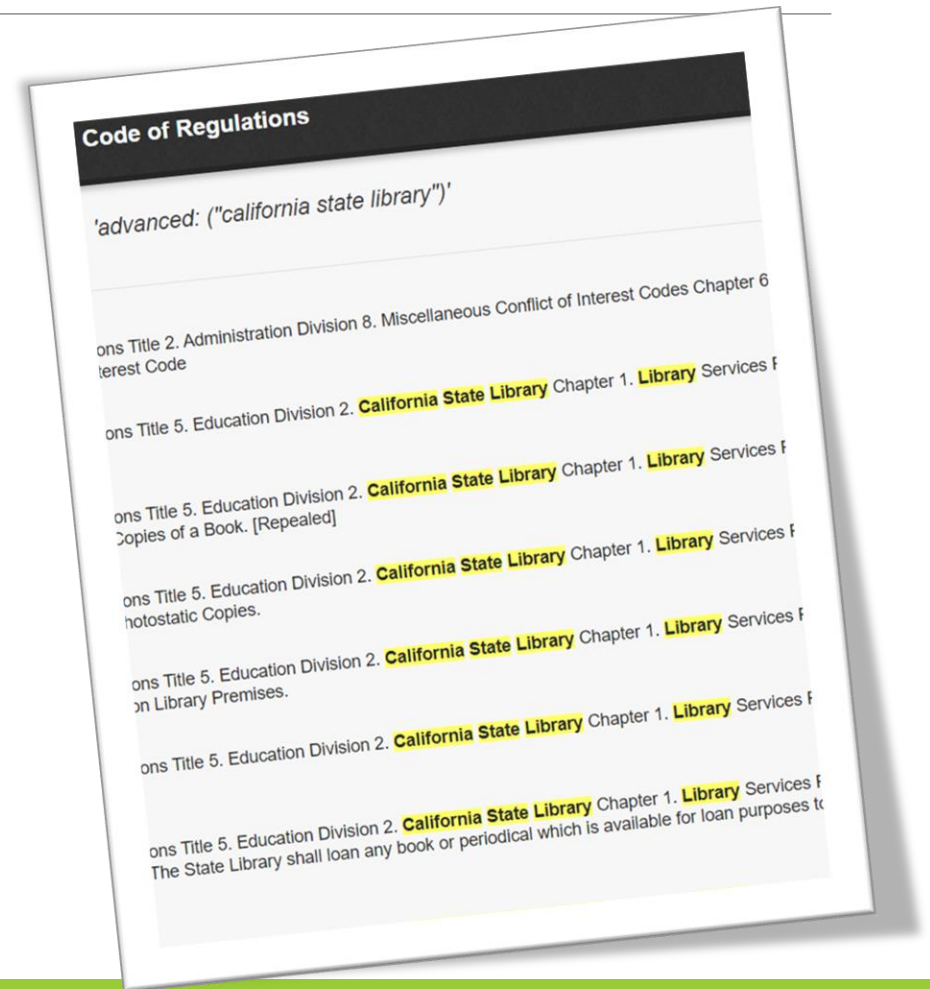 Code of Regulations
'advanced: ("california state library")'
ons Title 2. Administration Division 8. Miscellaneous Conflict of Interest Codes Chapter 6
terest Code
ons Title 5. Education Division 2. California State Library Chapter 1. Library Services
ons Title 5. Education Division 2. California State Library Chapter 1. Library Services
Copies of a Book. [Repealed]
ons Title 5. Education Division 2. California State Library Chapter 1. Library Services
hotostatic Copies.
ons Title 5. Education Division 2. California State Library Chapter 1. Library Services
on Library Premises.
ons Title 5. Education Division 2. California State Library Chapter 1. Library Services
ons Title 5. Education Division 2. California State Library Chapter 1. Library Services
The State Library shall loan any book or periodical which is available for loan purposes to